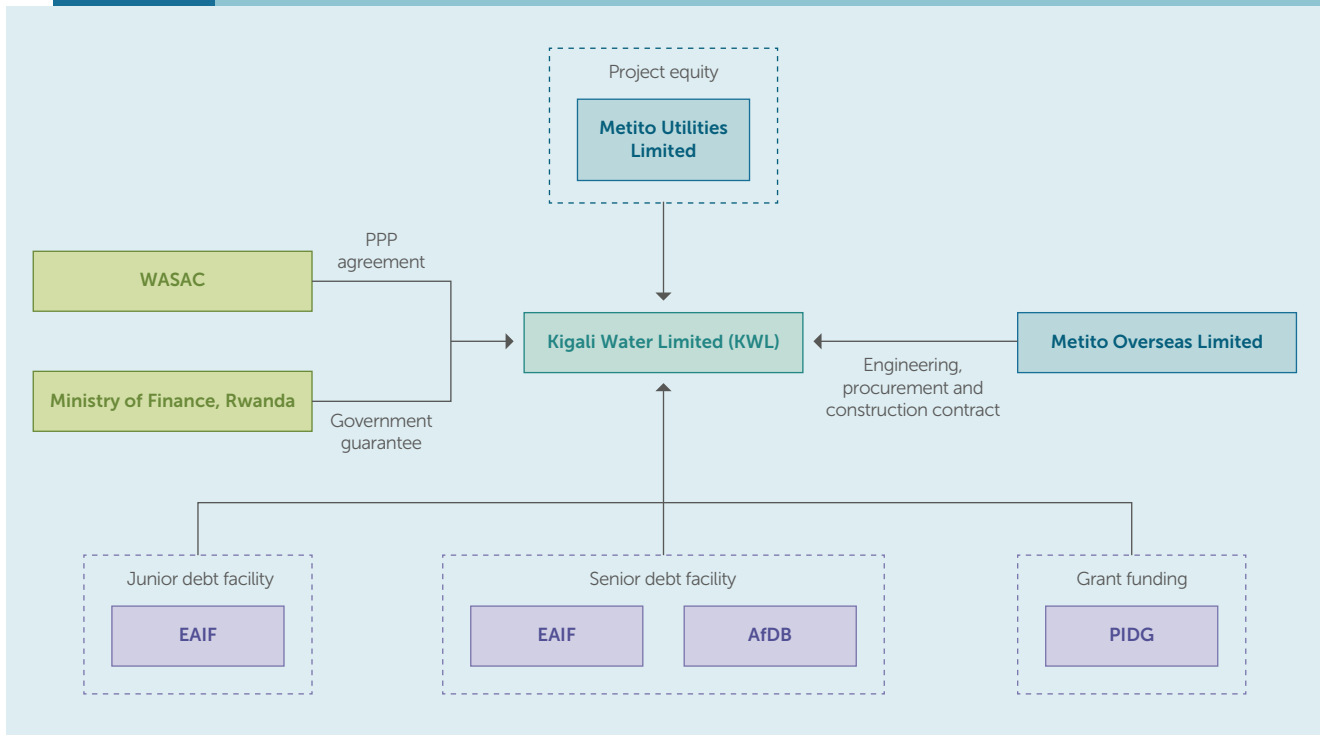 Project equity
Metito Utilities
Limited
PPP
agreement
WASAC
Kigali Water Limited (KWL)
Metito Overseas Limited
Engineering,
procurement and
construction contract
Ministry of Finance, Rwanda
Government
guarantee
Junior debt facility
EAIF
Senior debt facility
EAIF
AfDB
Grant funding
PIDG